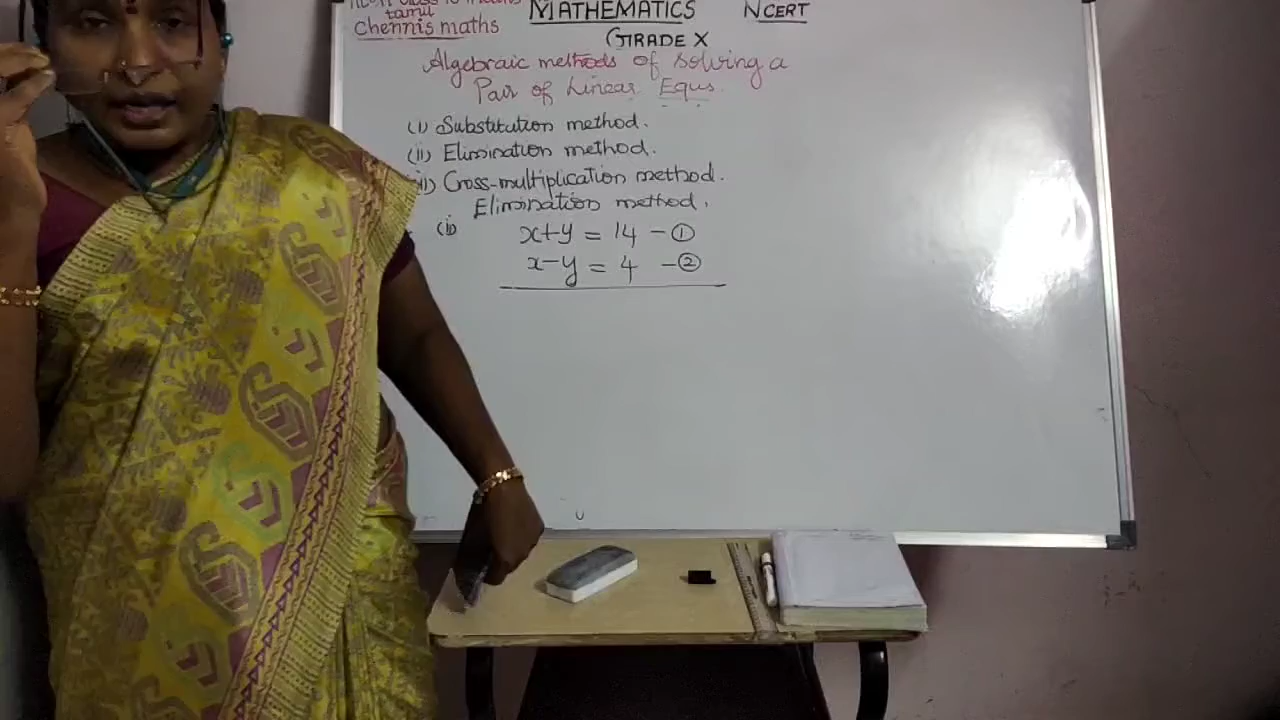 tamil
Chennis maths
MATHEMATICS NCERT
GRADE X
Algebraic methods of solving a
Pair of Linear Equs.
(i) Substitution method.
(ii) Elimination method.
Cross-multiplication method.
Elimination method.
x+y = 14 - ①
x-y = 4 - ②